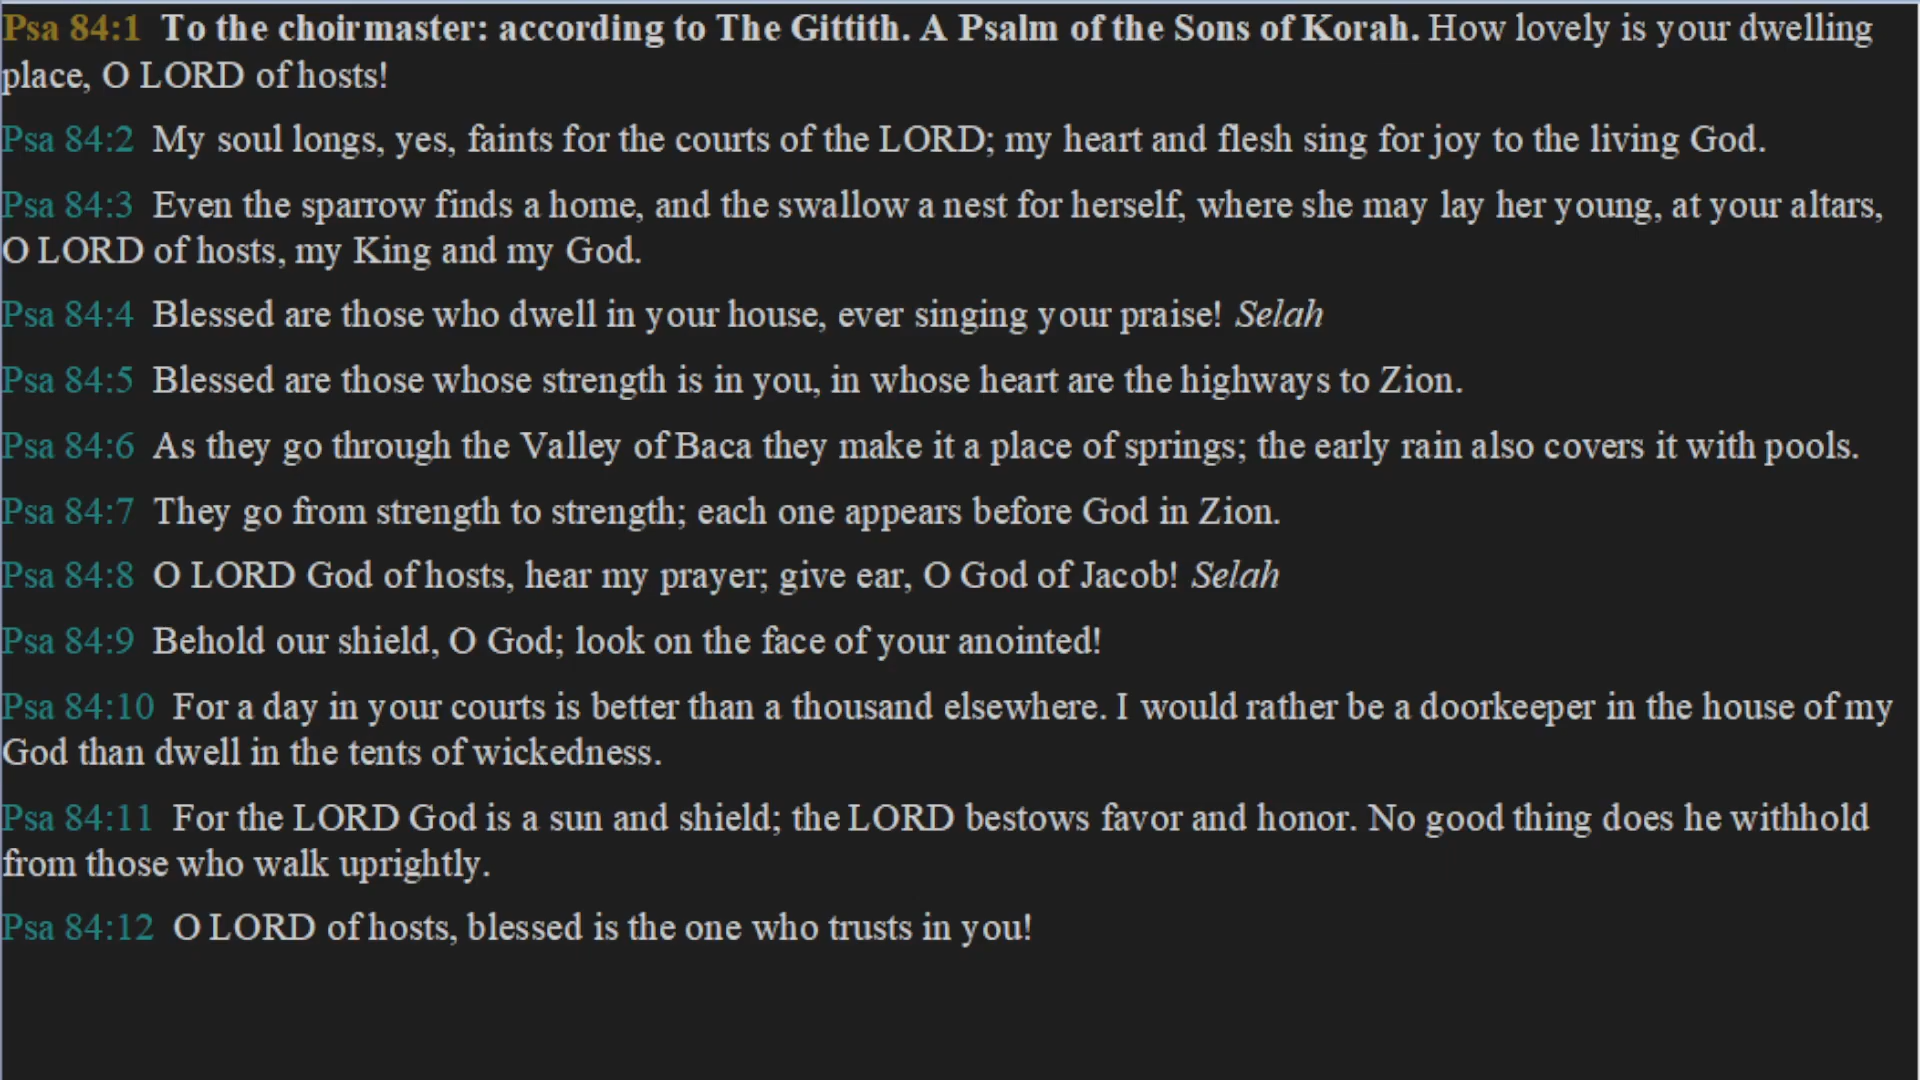 Psa 84:1 To the choirmaster: according to The Gittith. A Psalm of the Sons of Korah. How lovely is your dwelling
place, O LORD of hosts!
Psa 84:2 My soul longs, yes, faints for the courts of the LORD; my heart and flesh sing for joy to the living God.
Psa 84:3 Even the sparrow finds a home, and the swallow a nest for herself, where she may lay her young, at your altars,
O LORD of hosts, my King and my God.
Psa 84:4 Blessed are those who dwell in your house, ever singing your praise! Selah
Psa 84:5 Blessed are those whose strength is in you, in whose heart are the highways to Zion.
Psa 84:6 As they go through the Valley of Baca they make it a place of springs; the early rain also covers it with pools.
Psa 84:7 They go from strength to strength; each one appears before God in Zion.
Psa 84:8 O LORD God of hosts, hear my prayer; give ear, O God of Jacob! Selah
Psa 84:9 Behold our shield, O God; look on the face of your anointed!
Psa 84:10 For a day in your courts is better than a thousand elsewhere. I would rather be a doorkeeper in the house of my
God than dwell in the tents of wickedness.
Psa 84:11 For the LORD God is a sun and shield; the LORD bestows favor and honor. No good thing does he withhold
from those who walk uprightly.
Psa 84:12 O LORD of hosts, blessed is the one who trusts in you!